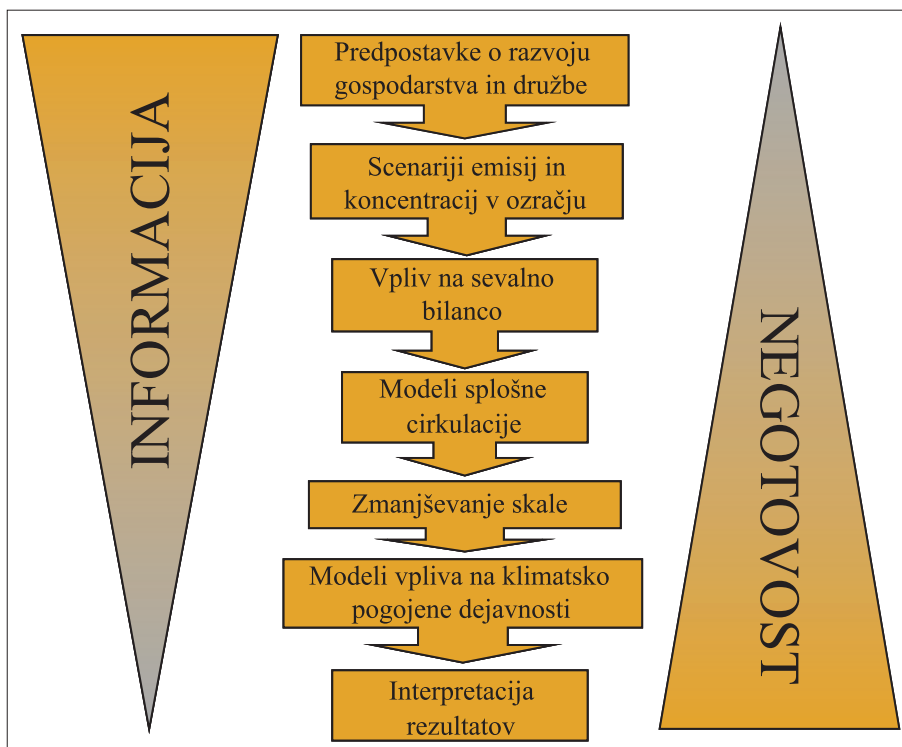 INFORMACIJA
Predpostavke o razvoju
gospodarstva in družbe
Scenariji emisij in
koncentracij v ozračju
Vpliv na sevalno
bilanco
Modeli splošne
cirkulacije
Zmanjševanje skale
Modeli vpliva na klimatsko
pogojene dejavnosti
Interpretacija
rezultatov
NEGOTOVOST